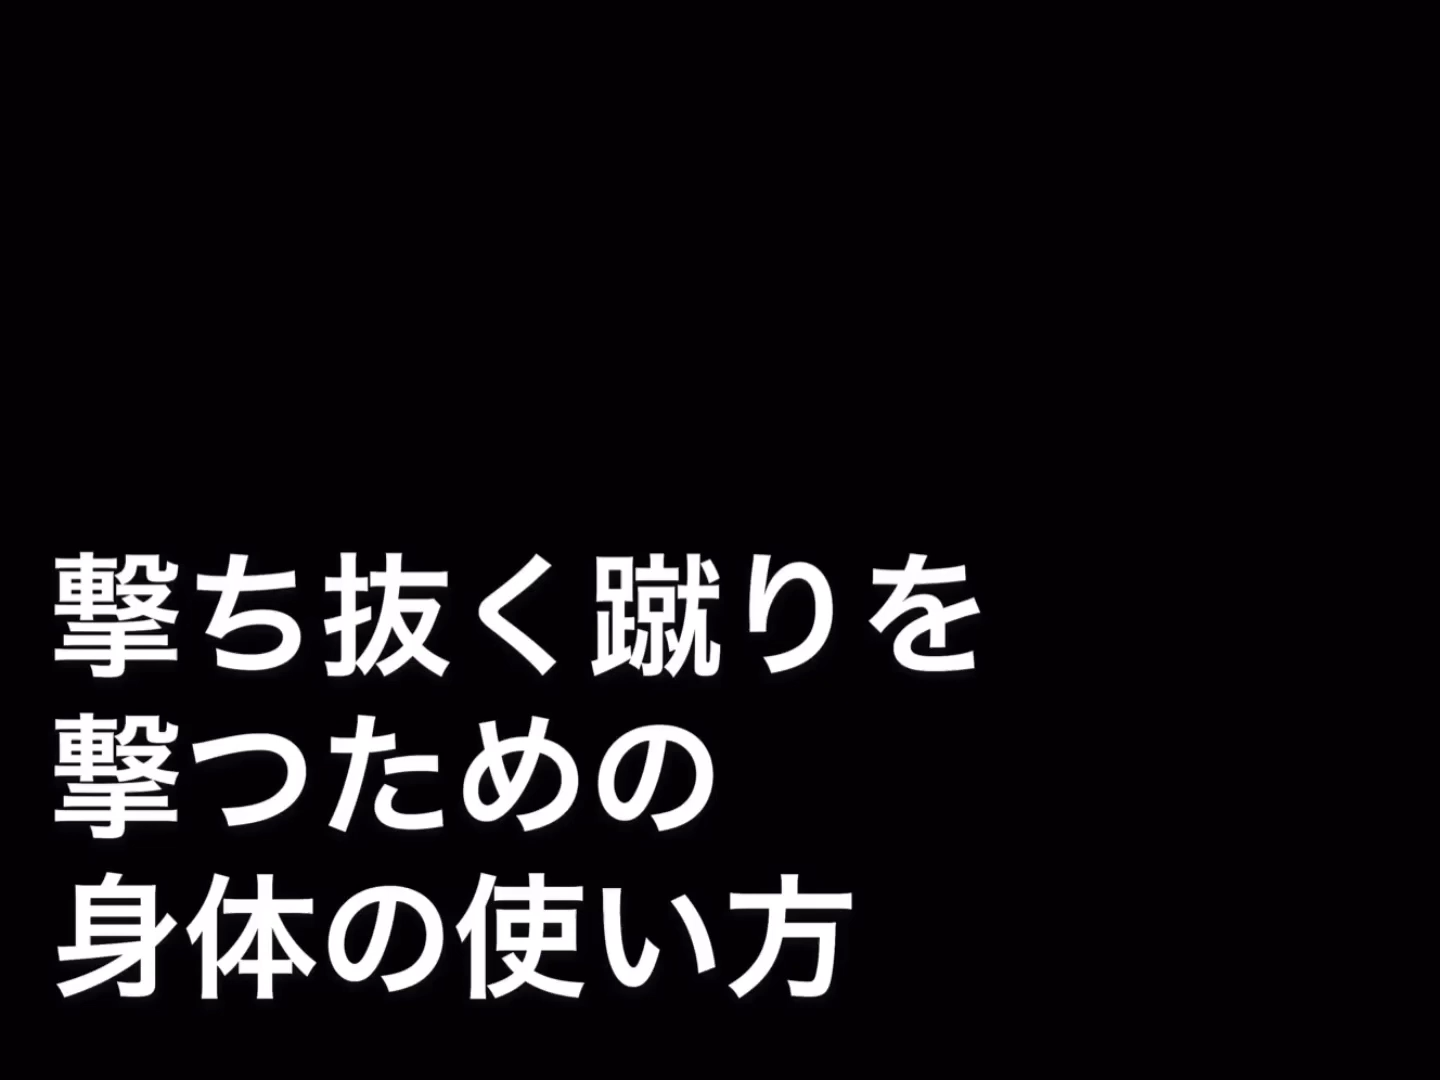 撃ち抜く蹴りを
撃つための
身体の使い方